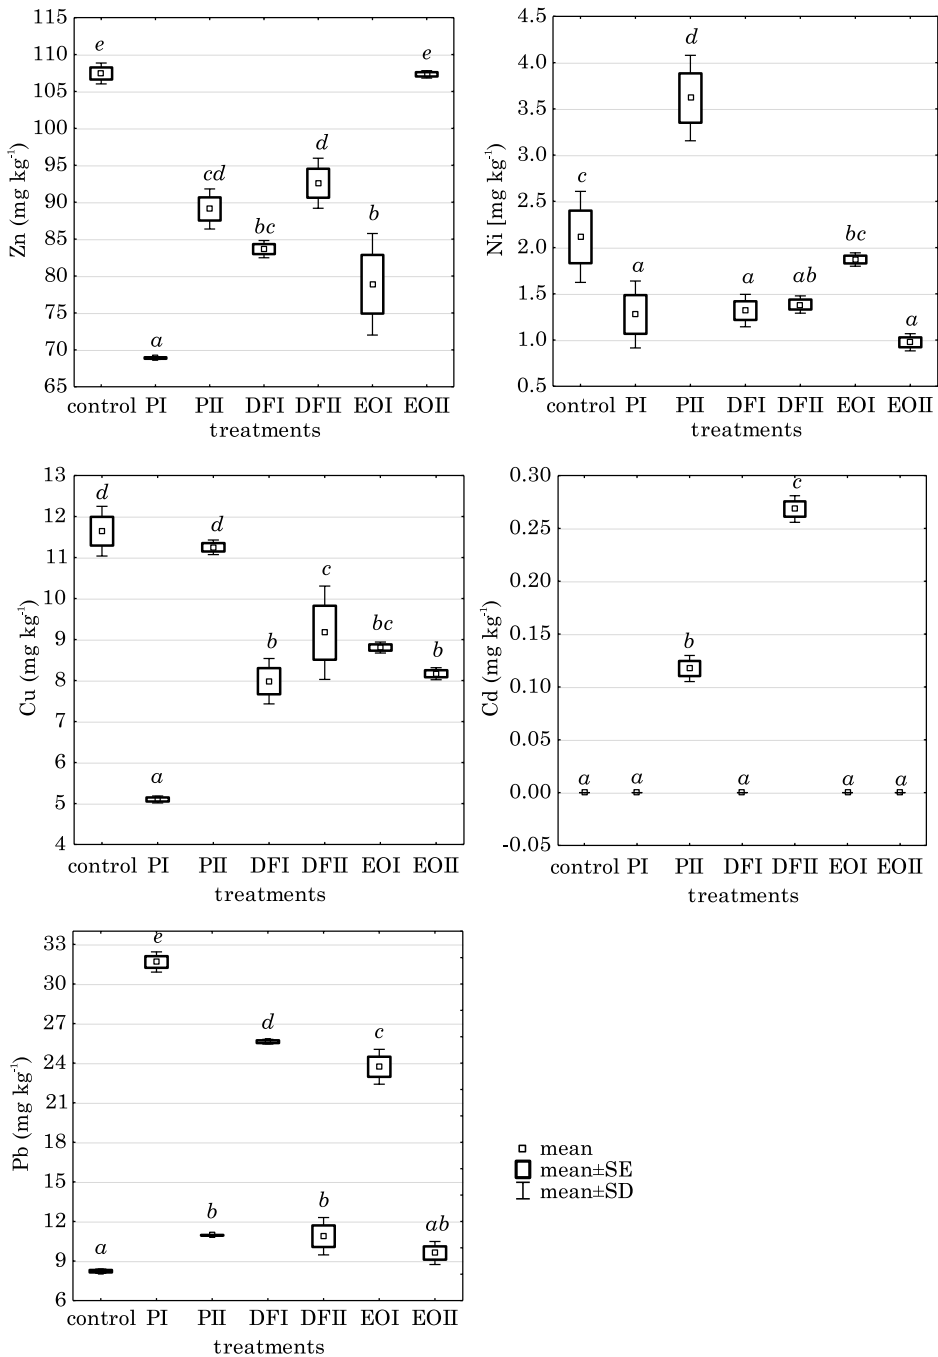 115
110
105
100
95
90
85
80
75
70
65
Zn (mg kg-1)
e
a
cd
bc
d
b
e
control PI PII DFI DFII EOI EOII
treatments
4.5
4.0
3.5
3.0
2.5
2.0
1.5
1.0
0.5
Ni [mg kg-1)
c
a
d
a
ab
bc
a
control PI PII DFI DFII EOI EOII
treatments
13
12
11
10
9
8
7
6
5
4
Cu (mg kg-1)
d
a
d
b
c
bc
b
control PI PII DFI DFII EOI EOII
treatments
0.30
0.25
0.20
0.15
0.10
0.05
0.00
-0.05
Cd (mg kg-1)
a
a
b
a
c
a
a
control PI PII DFI DFII EOI EOII
treatments
33
30
27
24
21
18
15
12
9
6
Pb (mg kg-1)
a
e
b
d
b
c
ab
control PI PII DFI DFII EOI EOII
treatments
mean
mean±SE
mean±SD